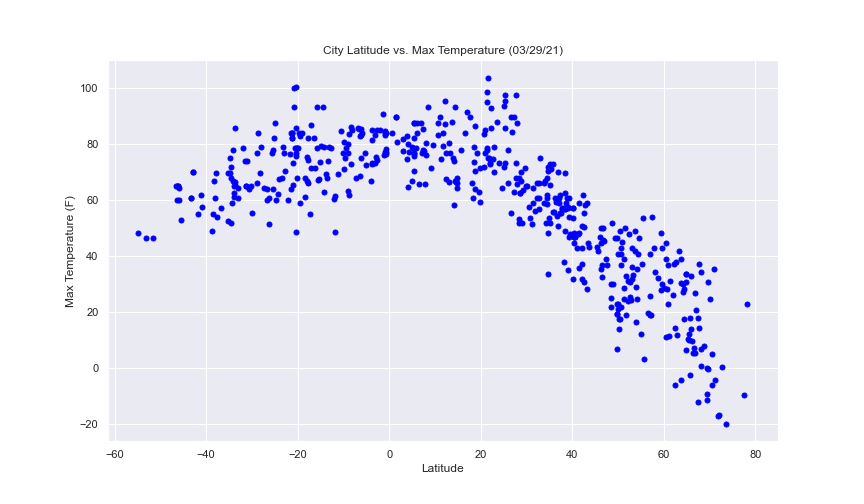 City Latitude vs. Max Temperature (03/29/21)
100
80
60
40
20
0
−20
Max Temperature (F)
−60 −40 −20 0 20 40 60 80
Latitude